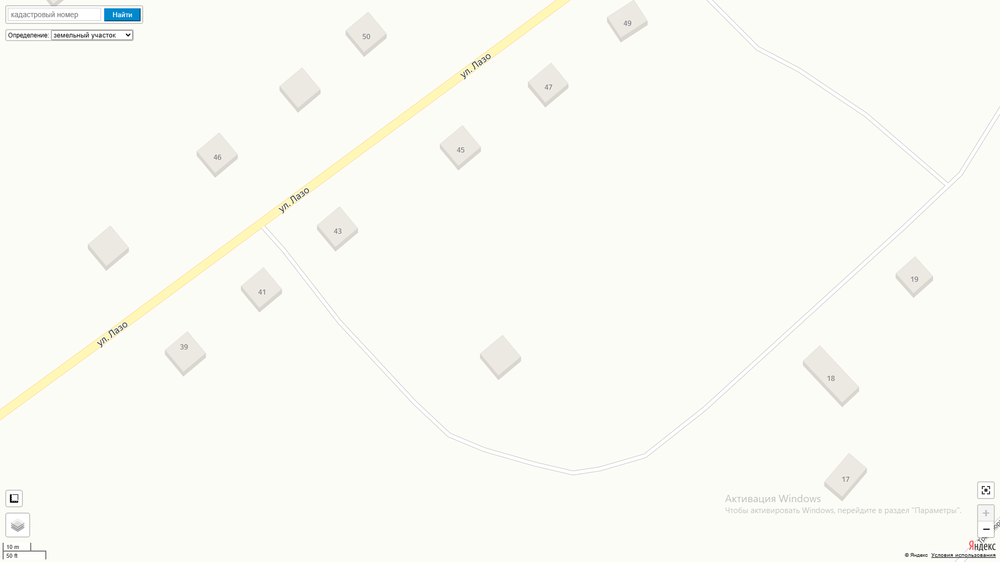 кадастровый номер
Найти
Определение: земельный участок
49
50
ул. Лазо
47
45
46
ул. Лазо
43
19
41
ул. Лазо
39
18
17
Активация Windows
Чтобы активировать Windows, перейдите в раздел "Параметры".
+
−
10 m
50 ft
Яндекс
© Яндекс Условия использования